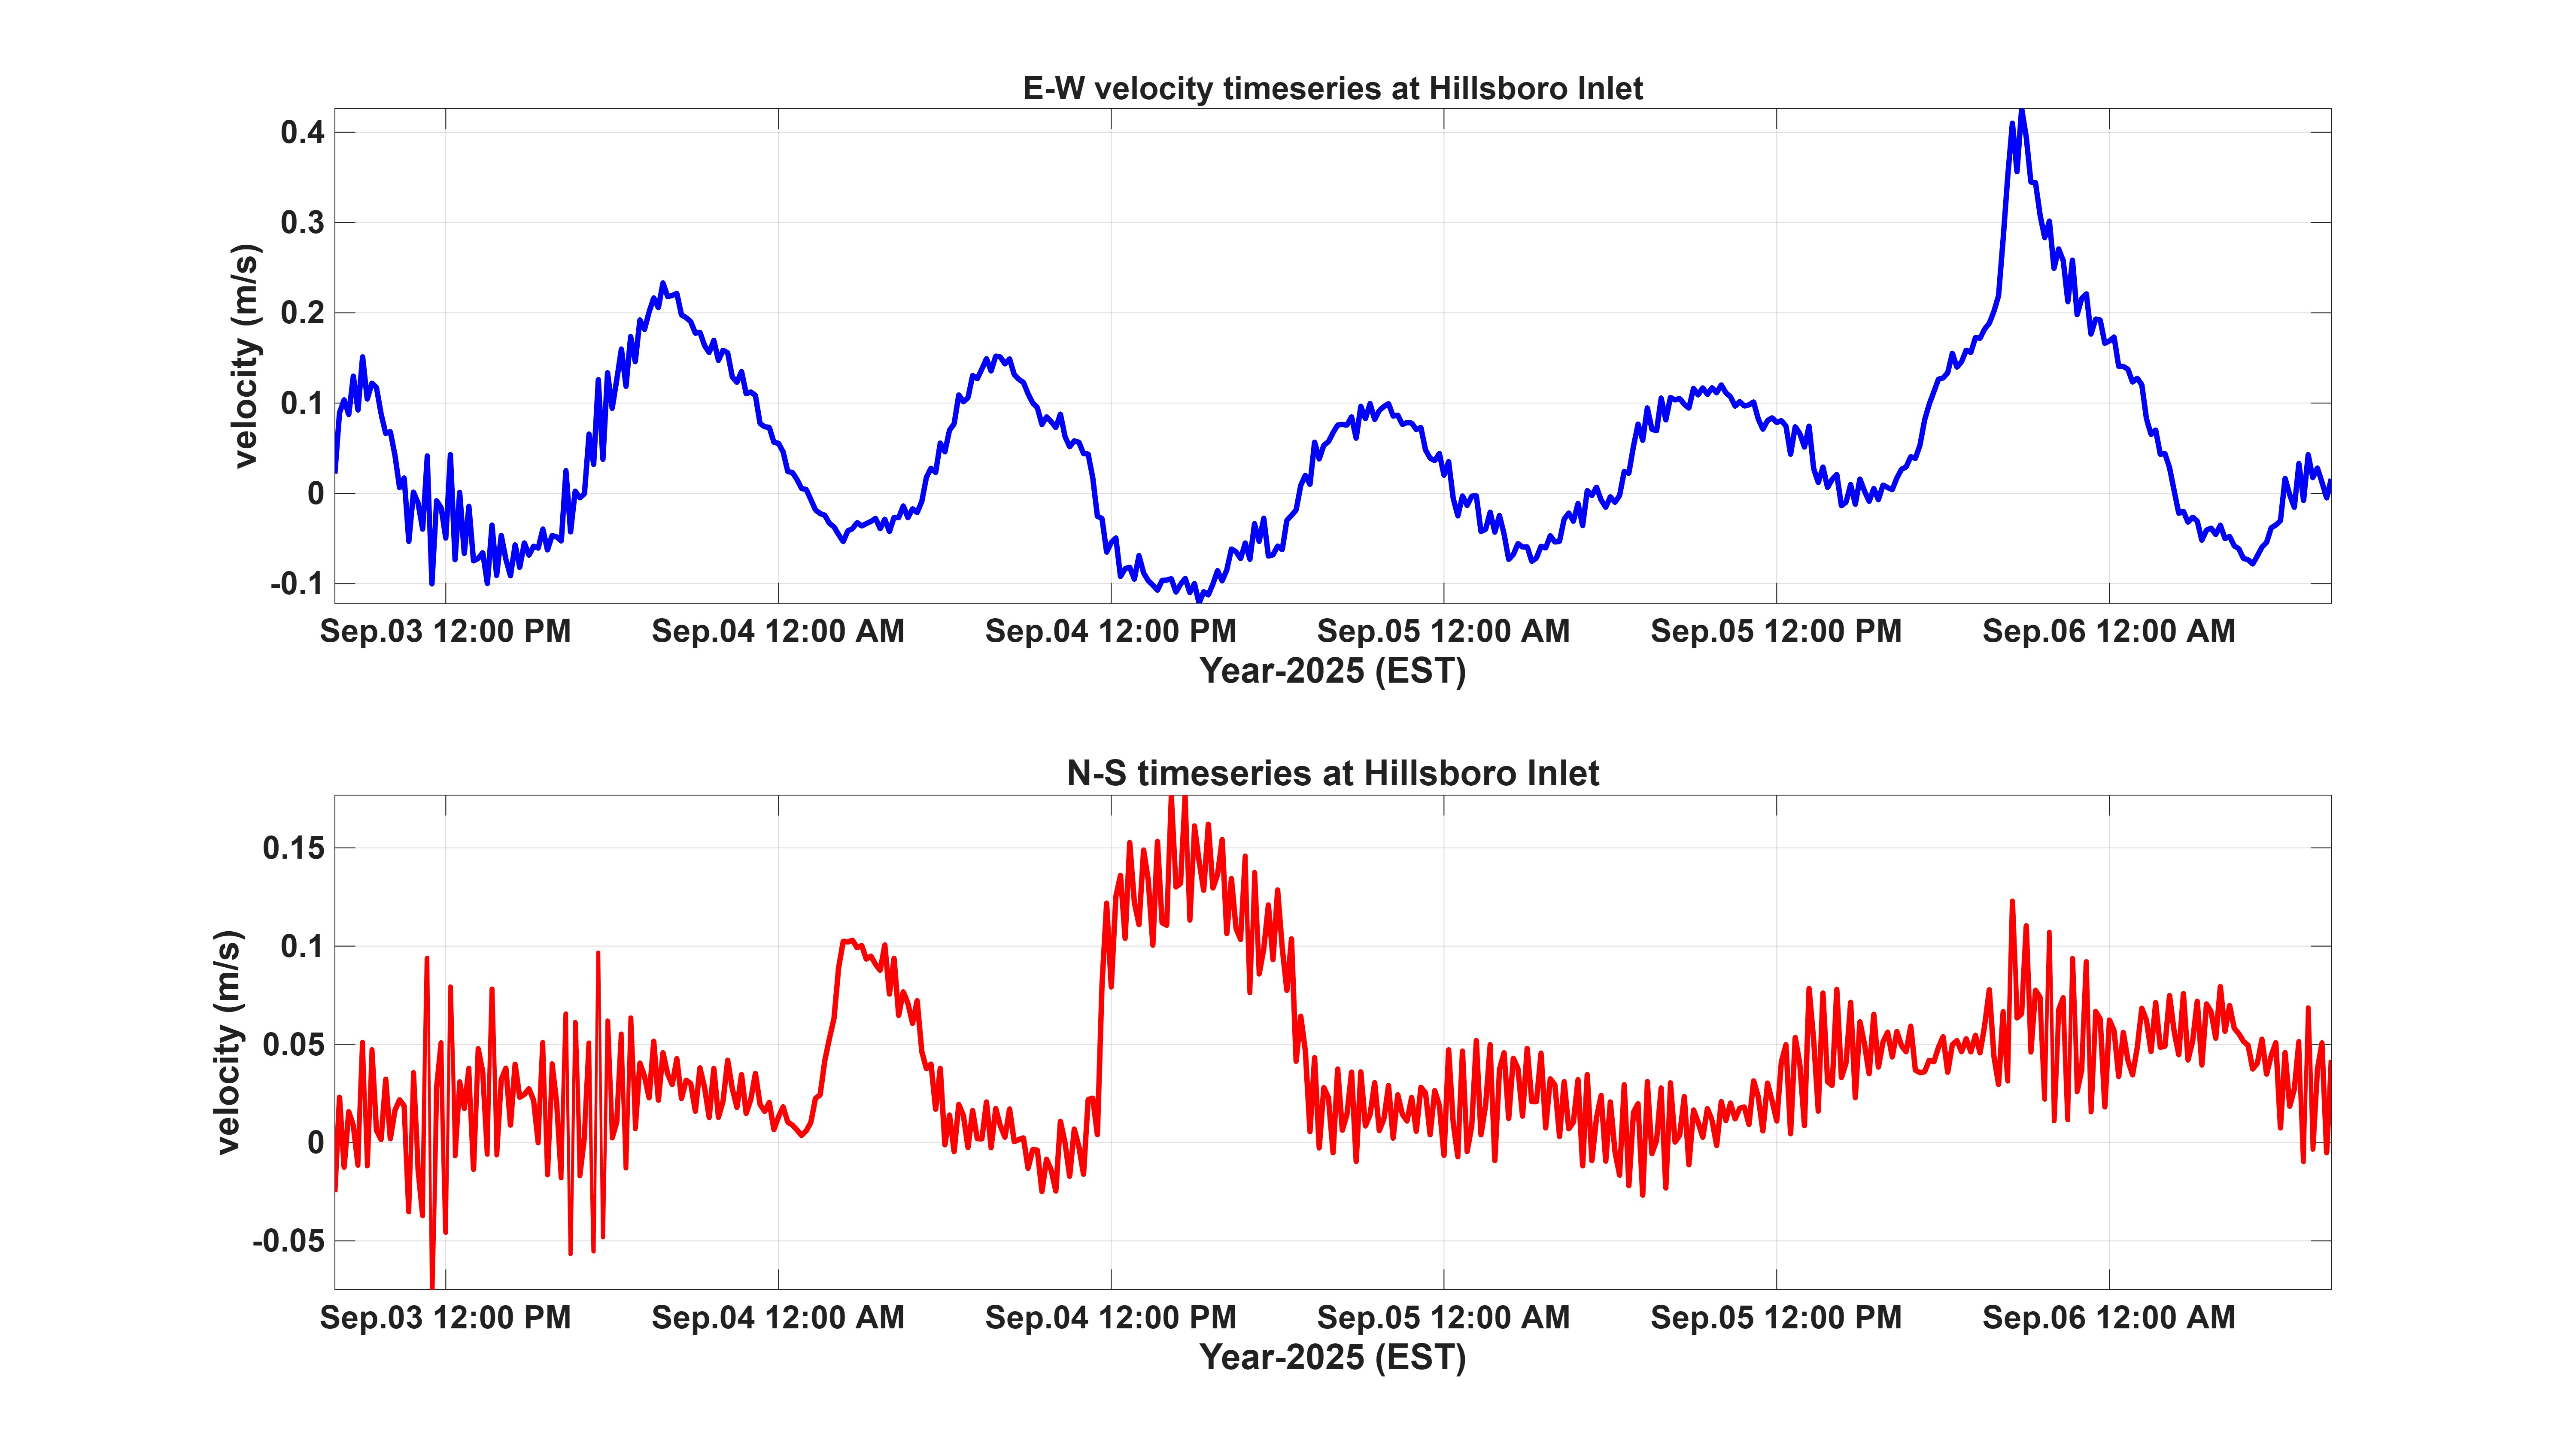 E-W velocity timeseries at Hillsboro Inlet
velocity (m/s)
0.4
0.3
0.2
0.1
0
-0.1
Sep.03 12:00 PM Sep.04 12:00 AM Sep.04 12:00 PM Sep.05 12:00 AM Sep.05 12:00 PM Sep.06 12:00 AM
Year-2025 (EST)
N-S timeseries at Hillsboro Inlet
velocity (m/s)
0.15
0.1
0.05
0
-0.05
Sep.03 12:00 PM Sep.04 12:00 AM Sep.04 12:00 PM Sep.05 12:00 AM Sep.05 12:00 PM Sep.06 12:00 AM
Year-2025 (EST)